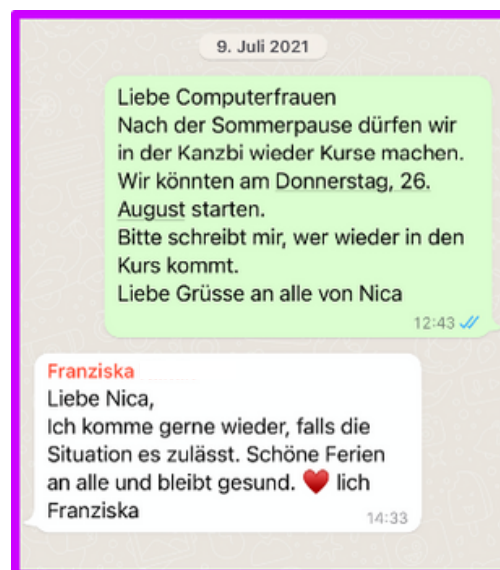 9. Juli 2021
Liebe Computerfrauen
Nach der Sommerpause dürfen wir
in der Kanzbi wieder Kurse machen.
Wir könnten am Donnerstag, 26.
August starten.
Bitte schreibt mir, wer wieder in den
Kurs kommt.
Liebe Grüsse an alle von Nica
12:43
Franziska
Liebe Nica,
Ich komme gerne wieder, falls die
Situation es zulässt. Schöne Ferien
an alle und bleibt gesund. ❤️ lich
Franziska
14:33